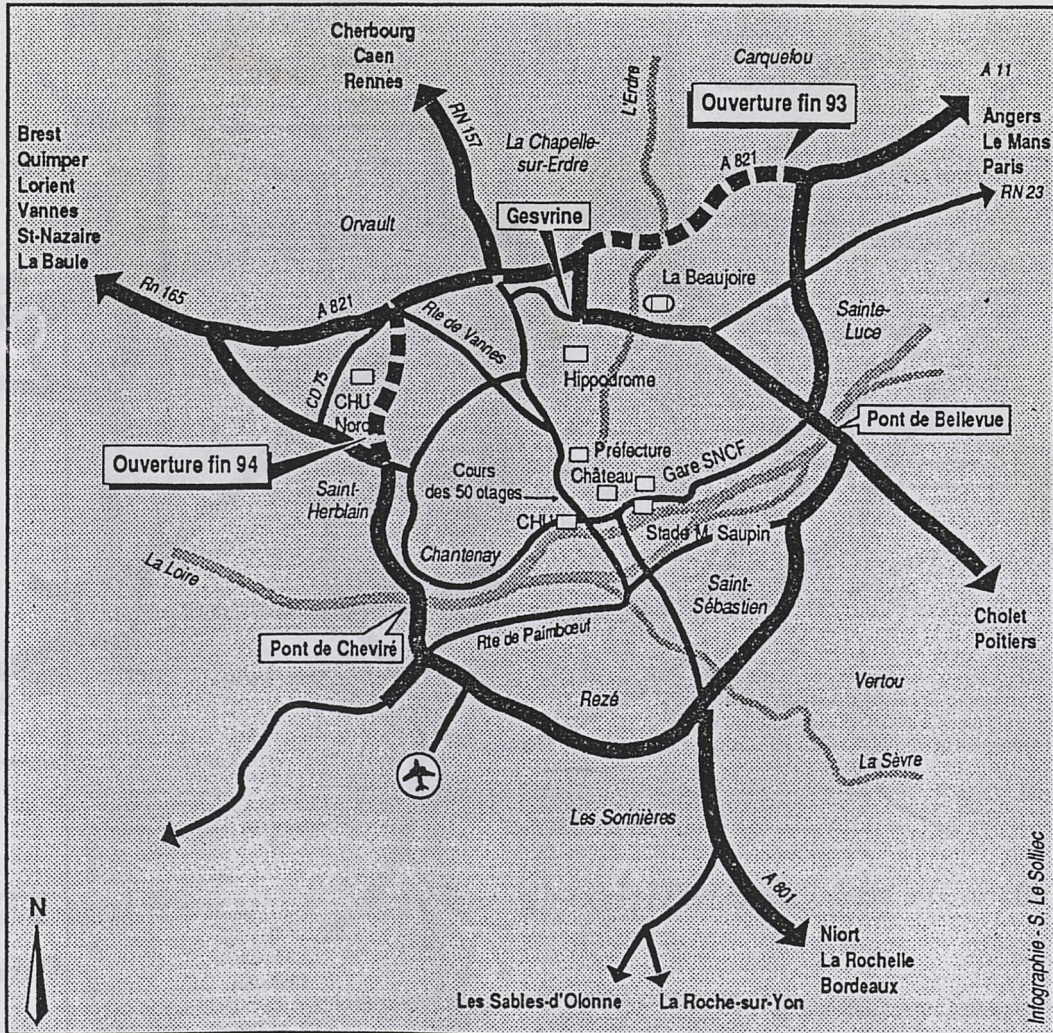 Cherbourg
Caen
Rennes
Carquefou
A 11
Ouverture fin 93
Angers
Le Mans
Paris
RN 23
Brest
Quimper
Lorient
Vannes
St-Nazaire
La Baule
RN 157
L'Erdre
La Chapelle-
sur-Erdre
A 821
Orvault
Gesvrine
La Beaujoire
Rn 165
A 821
Rte de Vannes
Sainte-
Luce
CD 75
CHU
Nord
Hippodrome
Pont de Bellevue
Ouverture fin 94
Préfecture
Château
Gare SNCF
Saint-
Herblain
Cours
des 50 otages
CHU
Stade M. Saupin
Chantenay
La Loire
Saint-
Sébastien
Pont de Cheviré
Rte de Paimbœuf
Cholet
Poitiers
Rezé
Vertou
La Sèvre
Les Sorinières
A 801
N
Niort
La Rochelle
Bordeaux
Les Sables-d'Olonne
La Roche-sur-Yon
Infographie - S. Le Solliec